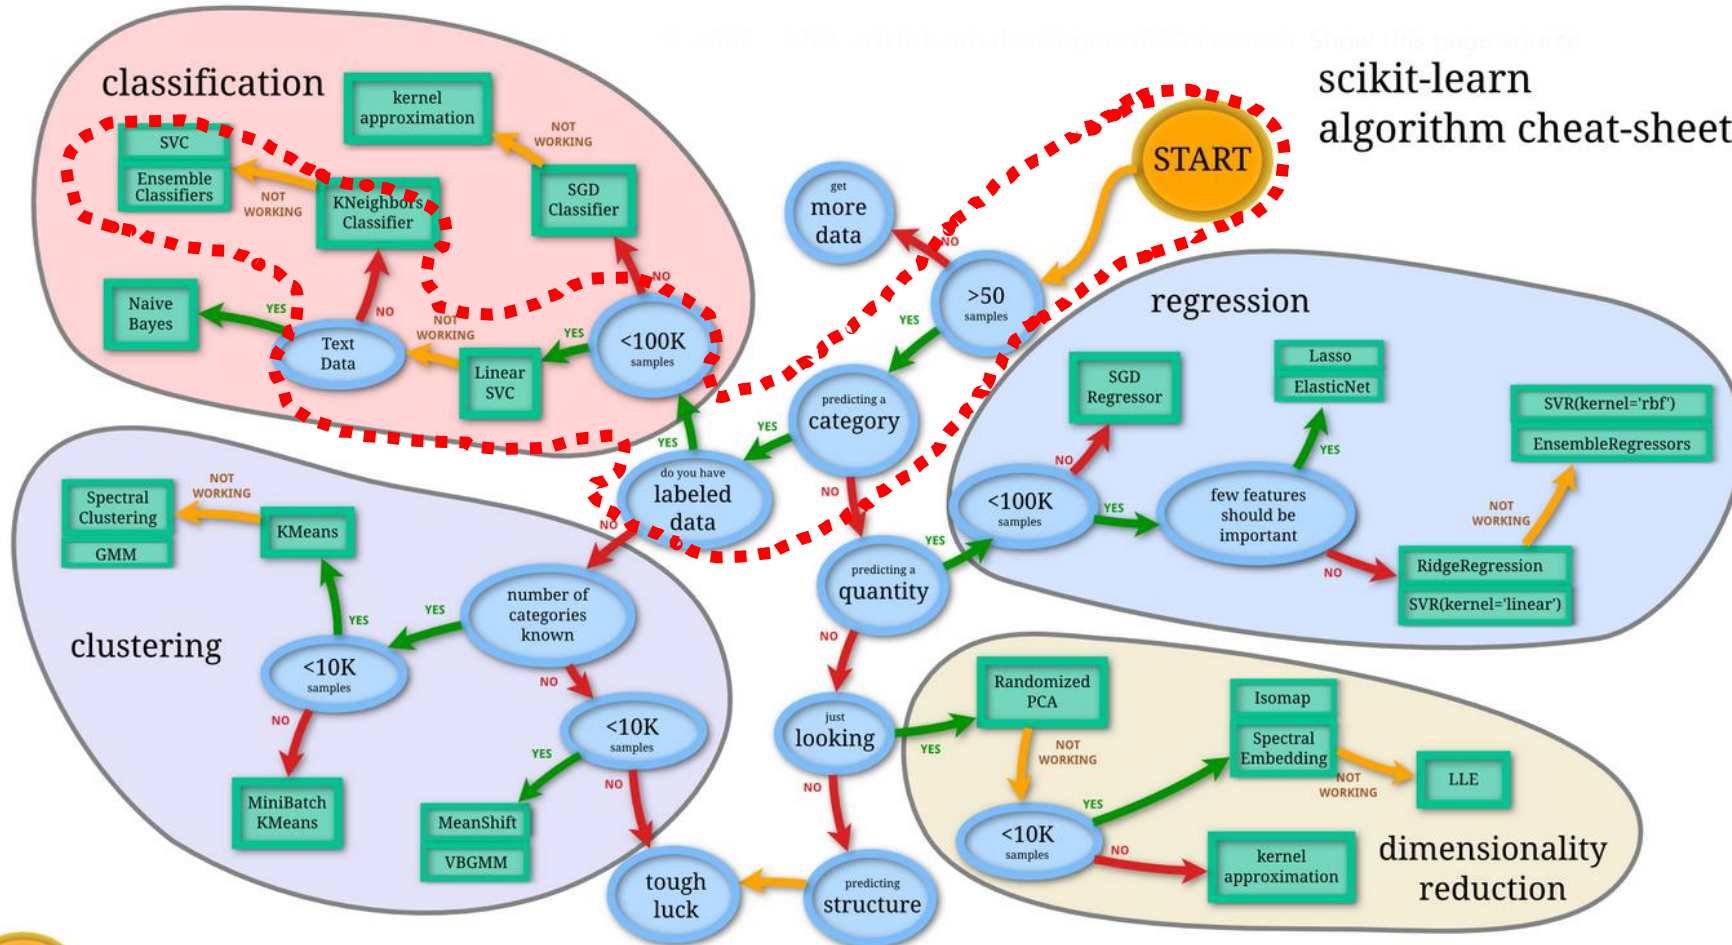 scikit-learn
algorithm cheat-sheet
START
get
more
data
NO
>50
samples
YES
predicting a
category
YES
NO
do you have
labeled
data
YES
NO
predicting a
quantity
YES
NO
just
looking
YES
NO
predicting
structure
tough
luck
classification
kernel
approximation
NOT
WORKING
SGD
Classifier
NO
<100K
samples
YES
Linear
SVC
NOT
WORKING
Text
Data
YES
Naive
Bayes
NO
KNeighbors
Classifier
NOT
WORKING
SVC
Ensemble
Classifiers
clustering
number of
categories
known
YES
NO
<10K
samples
YES
KMeans
NOT
WORKING
Spectral
Clustering
GMM
NO
MiniBatch
KMeans
<10K
samples
YES
MeanShift
VBGMM
NO
regression
<100K
samples
NO
SGD
Regressor
YES
few features
should be
important
YES
Lasso
ElasticNet
NO
RidgeRegression
SVR(kernel='linear')
NOT
WORKING
SVR(kernel='rbf')
EnsembleRegressors
dimensionality
reduction
Randomized
PCA
NOT
WORKING
<10K
samples
YES
Isomap
Spectral
Embedding
NOT
WORKING
LLE
NO
kernel
approximation